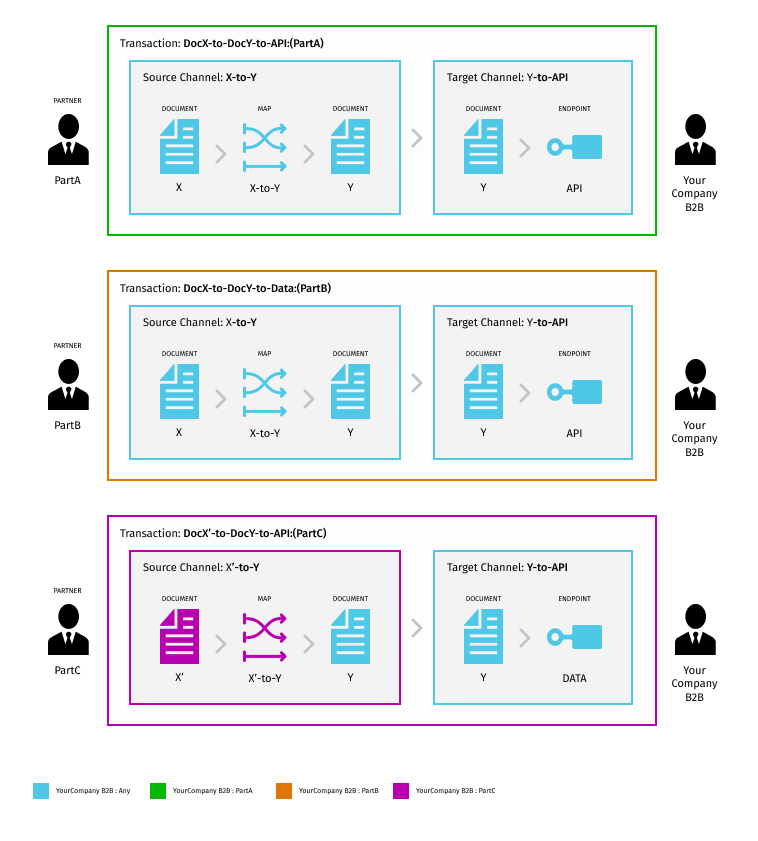 Transaction: DocX-to-DocY-to-API:(PartA)
Source Channel: X-to-Y
Target Channel: Y-to-API
PARTNER
DOCUMENT
MAP
DOCUMENT
DOCUMENT
ENDPOINT
PartA
X
X-to-Y
Y
Y
API
Your
Company
B2B
Transaction: DocX-to-DocY-to-Data:(PartB)
Source Channel: X-to-Y
Target Channel: Y-to-API
PARTNER
DOCUMENT
MAP
DOCUMENT
DOCUMENT
ENDPOINT
PartB
X
X-to-Y
Y
Y
API
Your
Company
B2B
Transaction: DocX’-to-DocY-to-API:(PartC)
Source Channel: X’-to-Y
Target Channel: Y-to-API
PARTNER
DOCUMENT
MAP
DOCUMENT
DOCUMENT
ENDPOINT
PartC
X’
X’-to-Y
Y
Y
DATA
Your
Company
B2B
YourCompany B2B : Any
YourCompany B2B : PartA
YourCompany B2B : PartB
YourCompany B2B : PartC